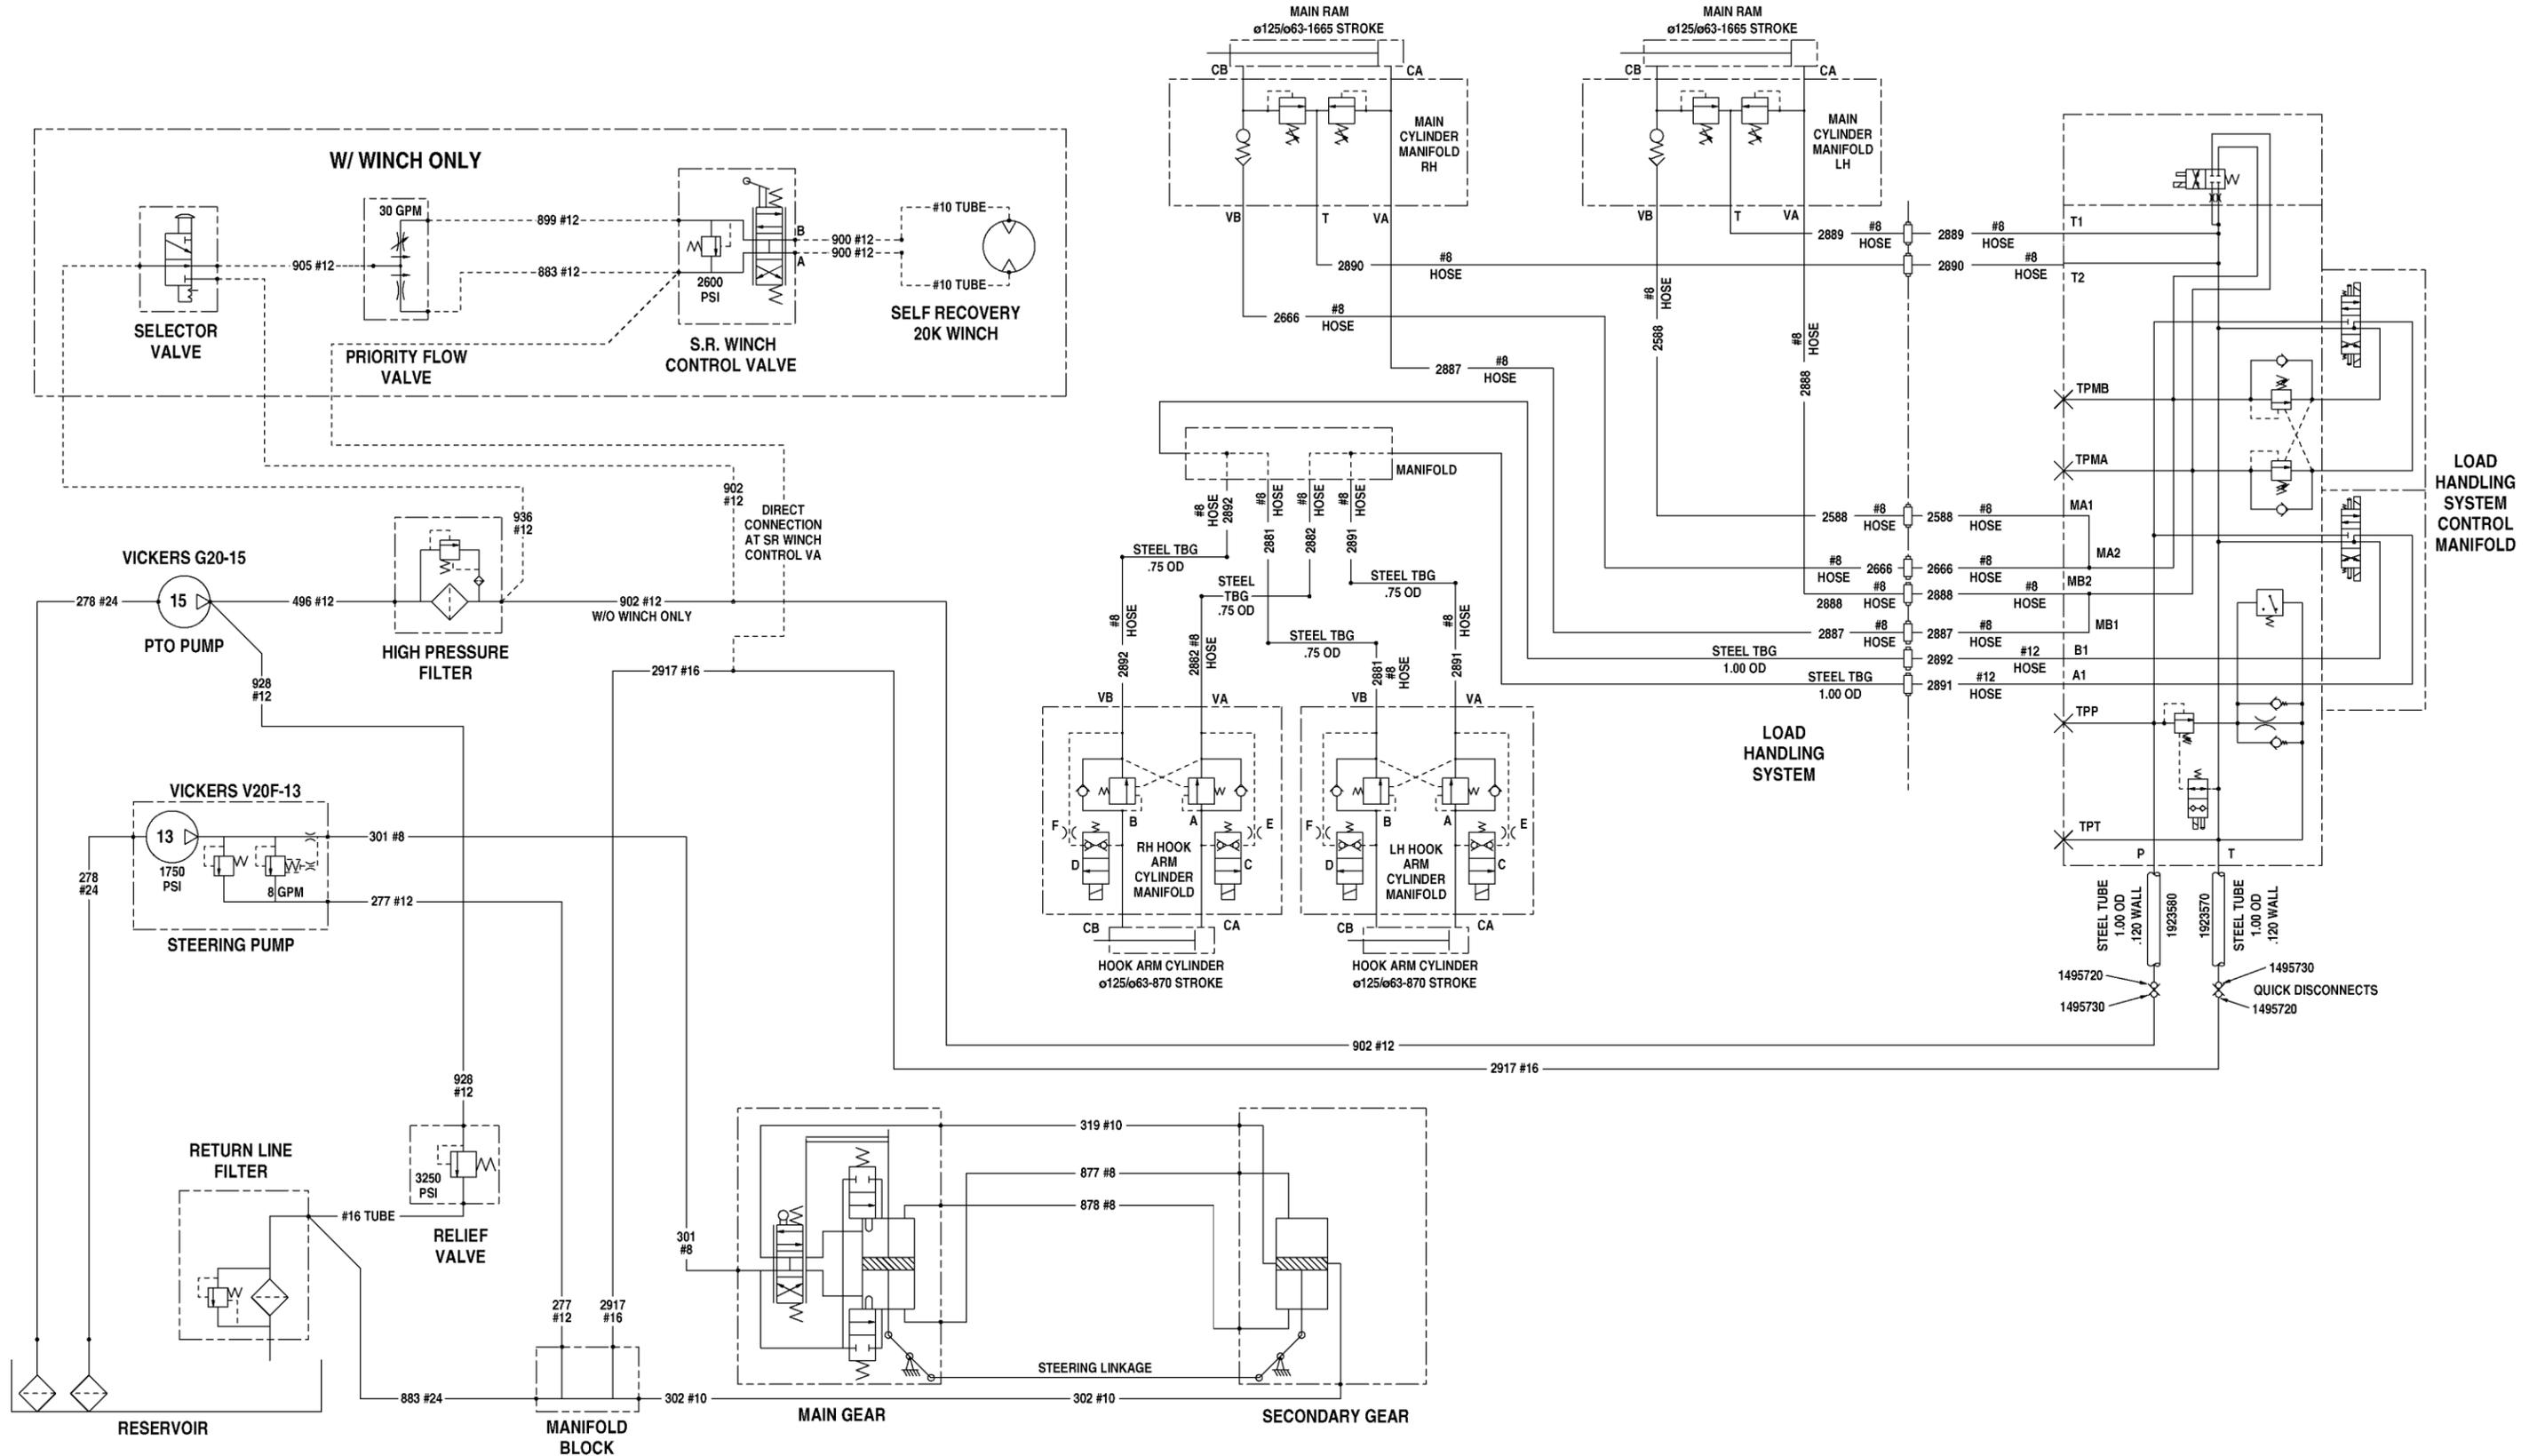 MAIN RAM
ø125/ø63-1665 STROKE
CB
CA
MAIN
CYLINDER
MANIFOLD
RH
VB
T
VA
MAIN RAM
ø125/ø63-1665 STROKE
CB
CA
MAIN
CYLINDER
MANIFOLD
LH
VB
T
VA
W/ WINCH ONLY
30 GPM
899 #12
905 #12
883 #12
2600
PSI
B
A
900 #12
900 #12
#10 TUBE
#10 TUBE
SELF RECOVERY
20K WINCH
SELECTOR
VALVE
PRIORITY FLOW
VALVE
S.R. WINCH
CONTROL VALVE
2889
#8
HOSE
2889
#8
HOSE
2890
#8
HOSE
2890
#8
HOSE
2666
#8
HOSE
2887
#8
HOSE
#8
HOSE
2588
#8
HOSE
2888
T1
T2
XX
TPMB
TPMA
MA1
MA2
MB2
MB1
B1
A1
TPP
TPT
P
T
LOAD
HANDLING
SYSTEM
CONTROL
MANIFOLD
2588
#8
HOSE
2588
#8
HOSE
#8
HOSE
2666
2666
#8
HOSE
2888
#8
HOSE
2888
#8
HOSE
2887
#8
HOSE
2887
#8
HOSE
STEEL TBG
1.00 OD
2892
#12
HOSE
STEEL TBG
1.00 OD
2891
#12
HOSE
LOAD
HANDLING
SYSTEM
MANIFOLD
#8
HOSE
2892
#8
HOSE
2881
#8
HOSE
2882
#8
HOSE
2891
STEEL TBG
.75 OD
STEEL
TBG
.75 OD
STEEL TBG
.75 OD
STEEL TBG
.75 OD
#8
HOSE
2892
2882 #8
HOSE
2881
#8
HOSE
#8
HOSE
2891
VB
VA
F
E
B
A
D
C
RH HOOK
ARM
CYLINDER
MANIFOLD
CB
CA
HOOK ARM CYLINDER
ø125/ø63-870 STROKE
VB
VA
F
E
B
A
D
C
LH HOOK
ARM
CYLINDER
MANIFOLD
CB
CA
HOOK ARM CYLINDER
ø125/ø63-870 STROKE
902
#12
936
#12
DIRECT
CONNECTION
AT SR WINCH
CONTROL VA
VICKERS G20-15
278 #24
15
496 #12
902 #12
W/O WINCH ONLY
PTO PUMP
HIGH PRESSURE
FILTER
928
#12
2917 #16
VICKERS V20F-13
13
1750
PSI
8 GPM
301 #8
277 #12
278
#24
STEERING PUMP
STEEL TUBE
1.00 OD
.120 WALL
1923580
1923570
STEEL TUBE
1.00 OD
.120 WALL
1495720
1495730
1495730
QUICK DISCONNECTS
1495720
902 #12
2917 #16
928
#12
3250
PSI
RELIEF
VALVE
RETURN LINE
FILTER
#16 TUBE
301
#8
277
#12
2917
#16
319 #10
877 #8
878 #8
STEERING LINKAGE
883 #24
302 #10
302 #10
RESERVOIR
MANIFOLD
BLOCK
MAIN GEAR
SECONDARY GEAR